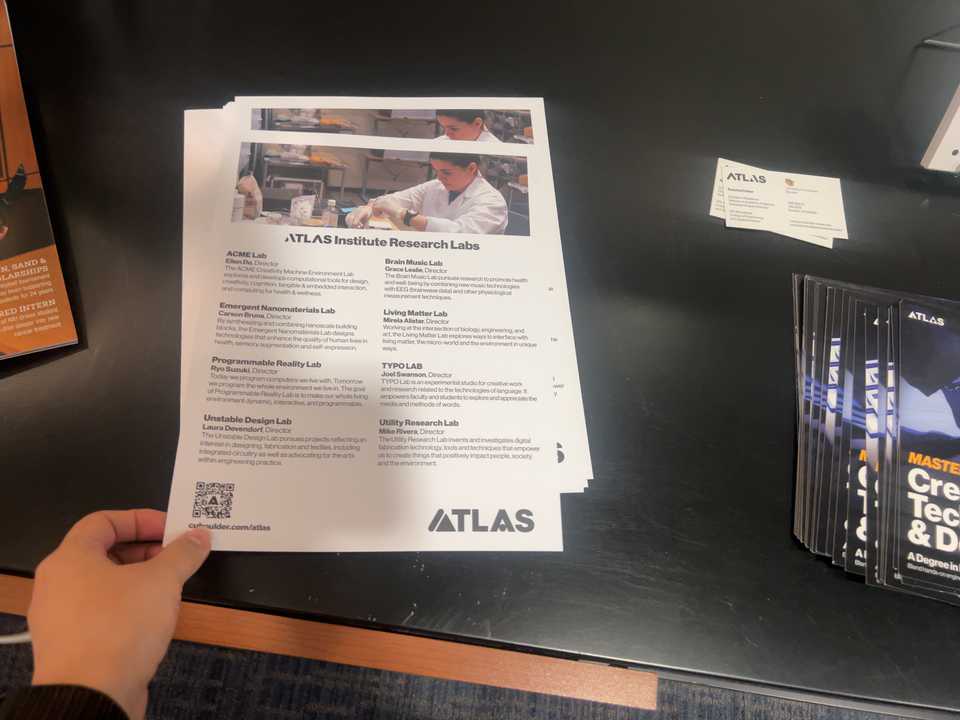 ATLAS Institute Research Labs
ACME Lab
Ellen Do, Director
The ACME Creativity Machine Environment Lab
explores and develops computational tools for design,
creativity, cognition, tangible & embedded interaction,
and computing for health & wellness.
Emergent Nanomaterials Lab
Carson Bruns, Director
By synthesizing and combining nanoscale building
blocks, the Emergent Nanomaterials Lab designs
technologies that enhance the quality of human lives in
health, sensory augmentation and self-expression.
Programmable Reality Lab
Ryo Suzuki, Director
Today we program computers we live with. Tomorrow
we program the whole environment we live in. The goal
of Programmable Reality Lab is to make our whole living
environment dynamic, interactive, and programmable.
Unstable Design Lab
Laura Devendorf, Director
The Unstable Design Lab pursues projects reflecting an
interest in designing, fabrication and textiles, including
integrated circuitry as well as advocating for the arts
within engineering practice.
Brain Music Lab
Grace Leslie, Director
The Brain Music Lab pursues research to promote health
and well-being by combining new music technologies
with EEG (brainwave data) and other physiological
measurement techniques.
Living Matter Lab
Mirela Alistar, Director
Working at the intersection of biology, engineering, and
art, the Living Matter Lab explores ways to interface with
living matter, the micro-world and the environment in unique
ways.
TYPO LAB
Joel Swanson, Director
TYPO Lab is an experimental studio for creative work
and research related to the technologies of language. It
empowers faculty and students to explore and appreciate the
media and methods of words.
Utility Research Lab
Mike Rivera, Director
The Utility Research Lab invents and investigates digital
fabrication technology, tools and techniques that empower
us to create things that positively impact people, society
and the environment.
cuboulder.com/atlas
ATLAS
ATLAS
ATLAS
MASTE
Cre
Tec
& D
A Degree in
N, SAND &
HOLARSHIPS
RED INTERN
cancer treatment